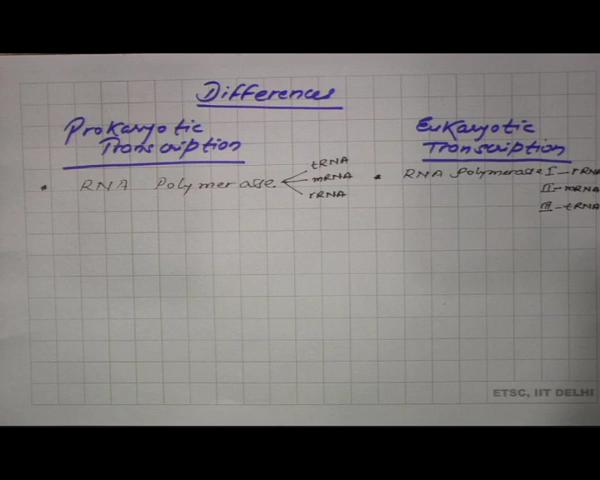 Differences
Prokaryotic
Transcription
Eukaryotic
Transcription
• RNA Polymerase
tRNA
mRNA
rRNA
• RNA Polymerase I - rRNA
II - mRNA
III - tRNA
ETSC, IIT DELHI